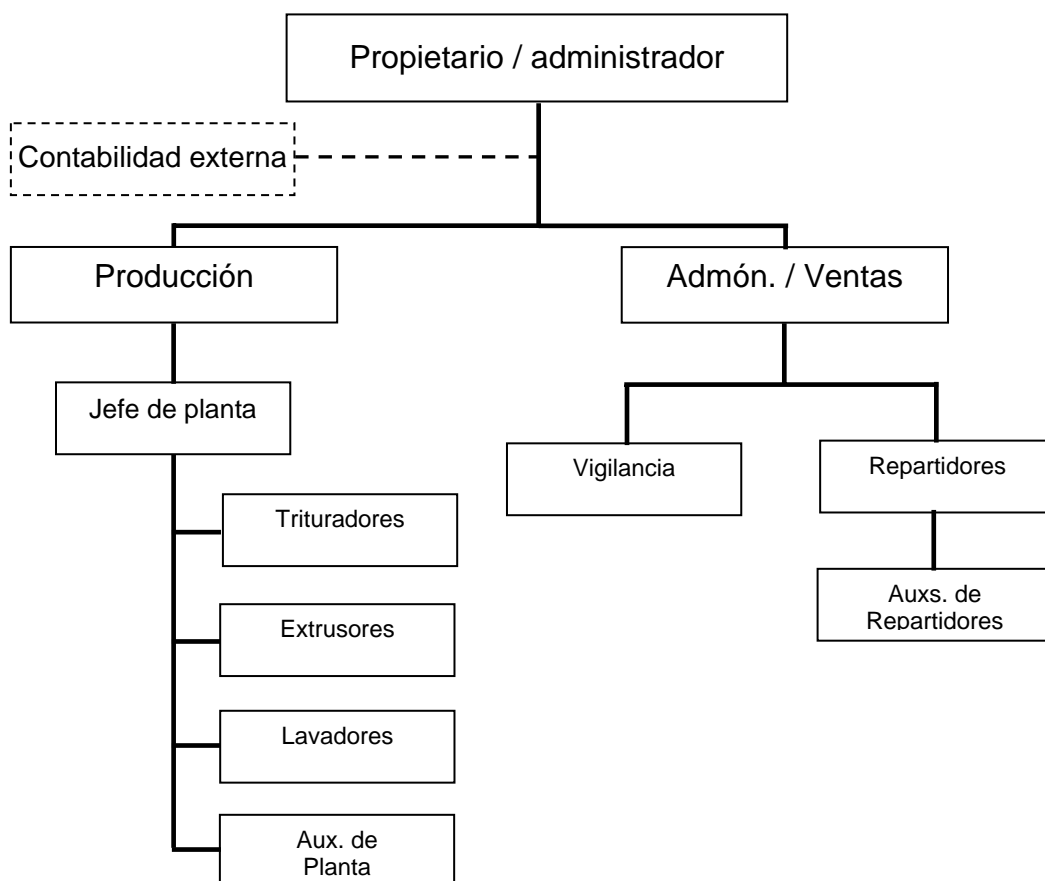 Propietario / administrador
Contabilidad externa
Producción
Admón. / Ventas
Jefe de planta
Vigilancia
Repartidores
Trituradores
Auxs. de
Repartidores
Extrusores
Lavadores
Aux. de
Planta